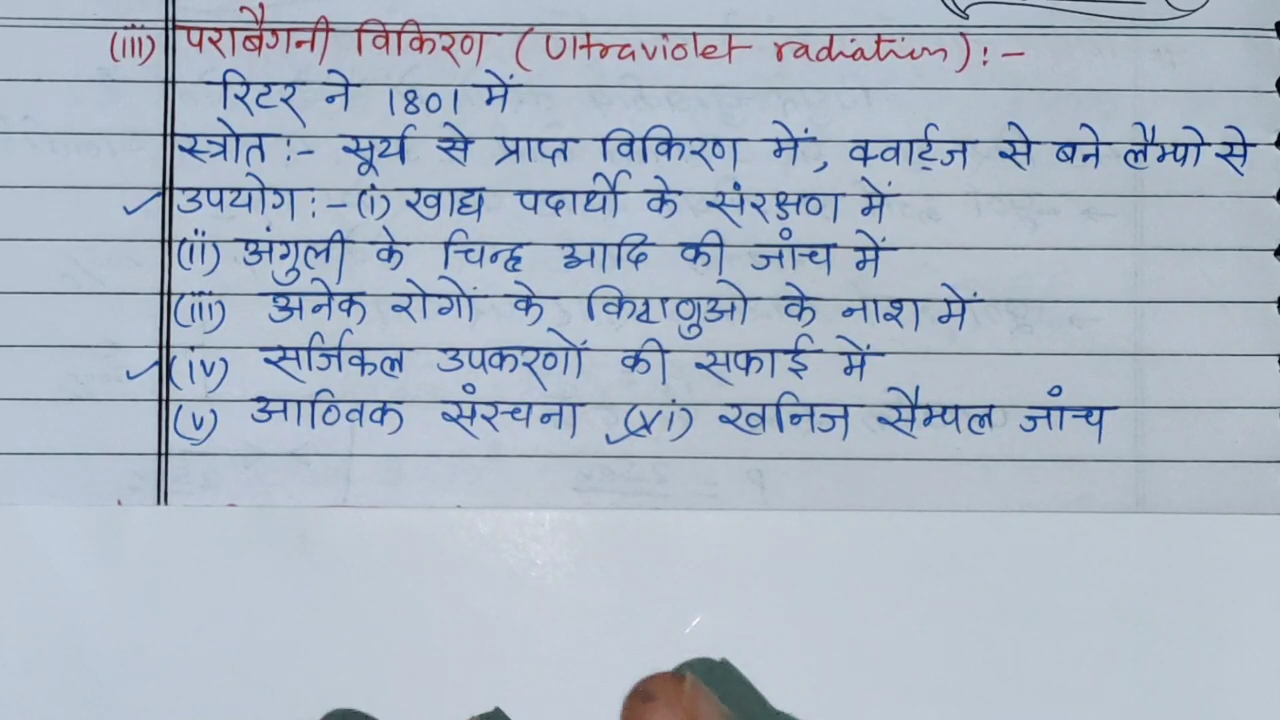 (iii) पराबैगनी विकिरण (Ultraviolet radiation) :-
रिटर ने 1801 में
स्त्रोत :- सूर्य से प्राप्त विकिरण में, क्वार्ट्ज से बने लैम्पो से
उपयोग :- (i) खाद्य पदार्थो के संरक्षण में
(ii) अंगुली के चिन्ह आदि की जांच में
(iii) अनेक रोगों के किटाणुओ के नाश में
(iv) सर्जिकल उपकरणों की सफाई में
(v) आण्विक संरचना (vi) खनिज सैम्पल जांच